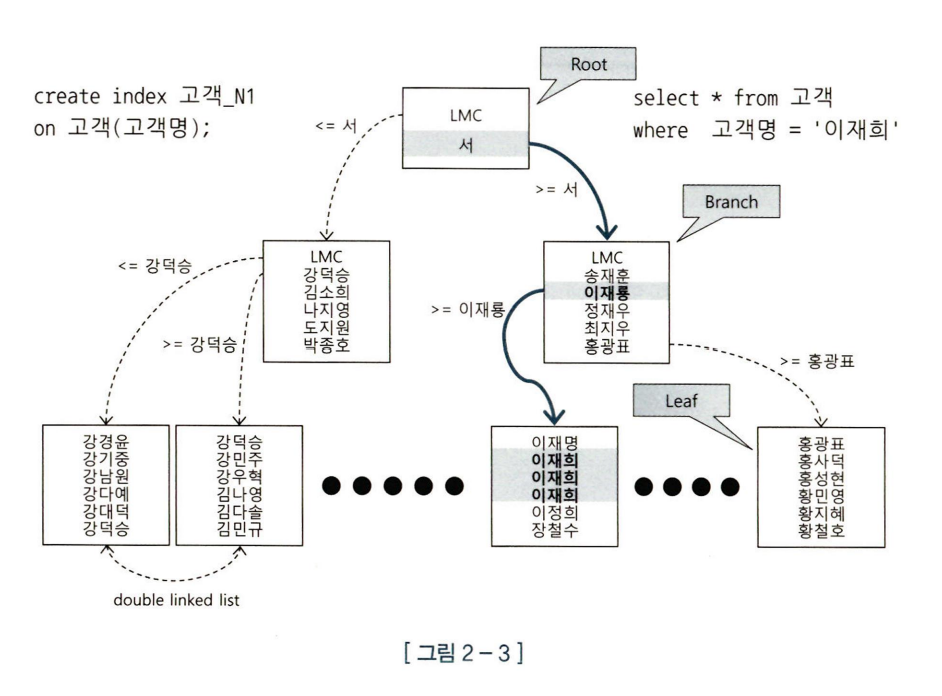 Root
create index 고객_N1
on 고객(고객명);
select * from 고객
where 고객명 = '이재희'
<= 서
LMC
서
>= 서
Branch
<= 강덕승
>= 강덕승
LMC
강덕승
김소희
나지영
도지원
박종호
>= 이재룡
LMC
송재훈
이재룡
정재우
최지우
홍광표
>= 홍광표
Leaf
강경윤
강기중
강남원
강다예
강대덕
강덕승
강덕승
강민주
강우혁
김나영
김다솔
김민규
이재명
이재희
이재희
이재희
이정희
장철수
홍광표
홍사덕
홍성현
황민영
황지혜
황철호
double linked list
[ 그림 2 - 3 ]